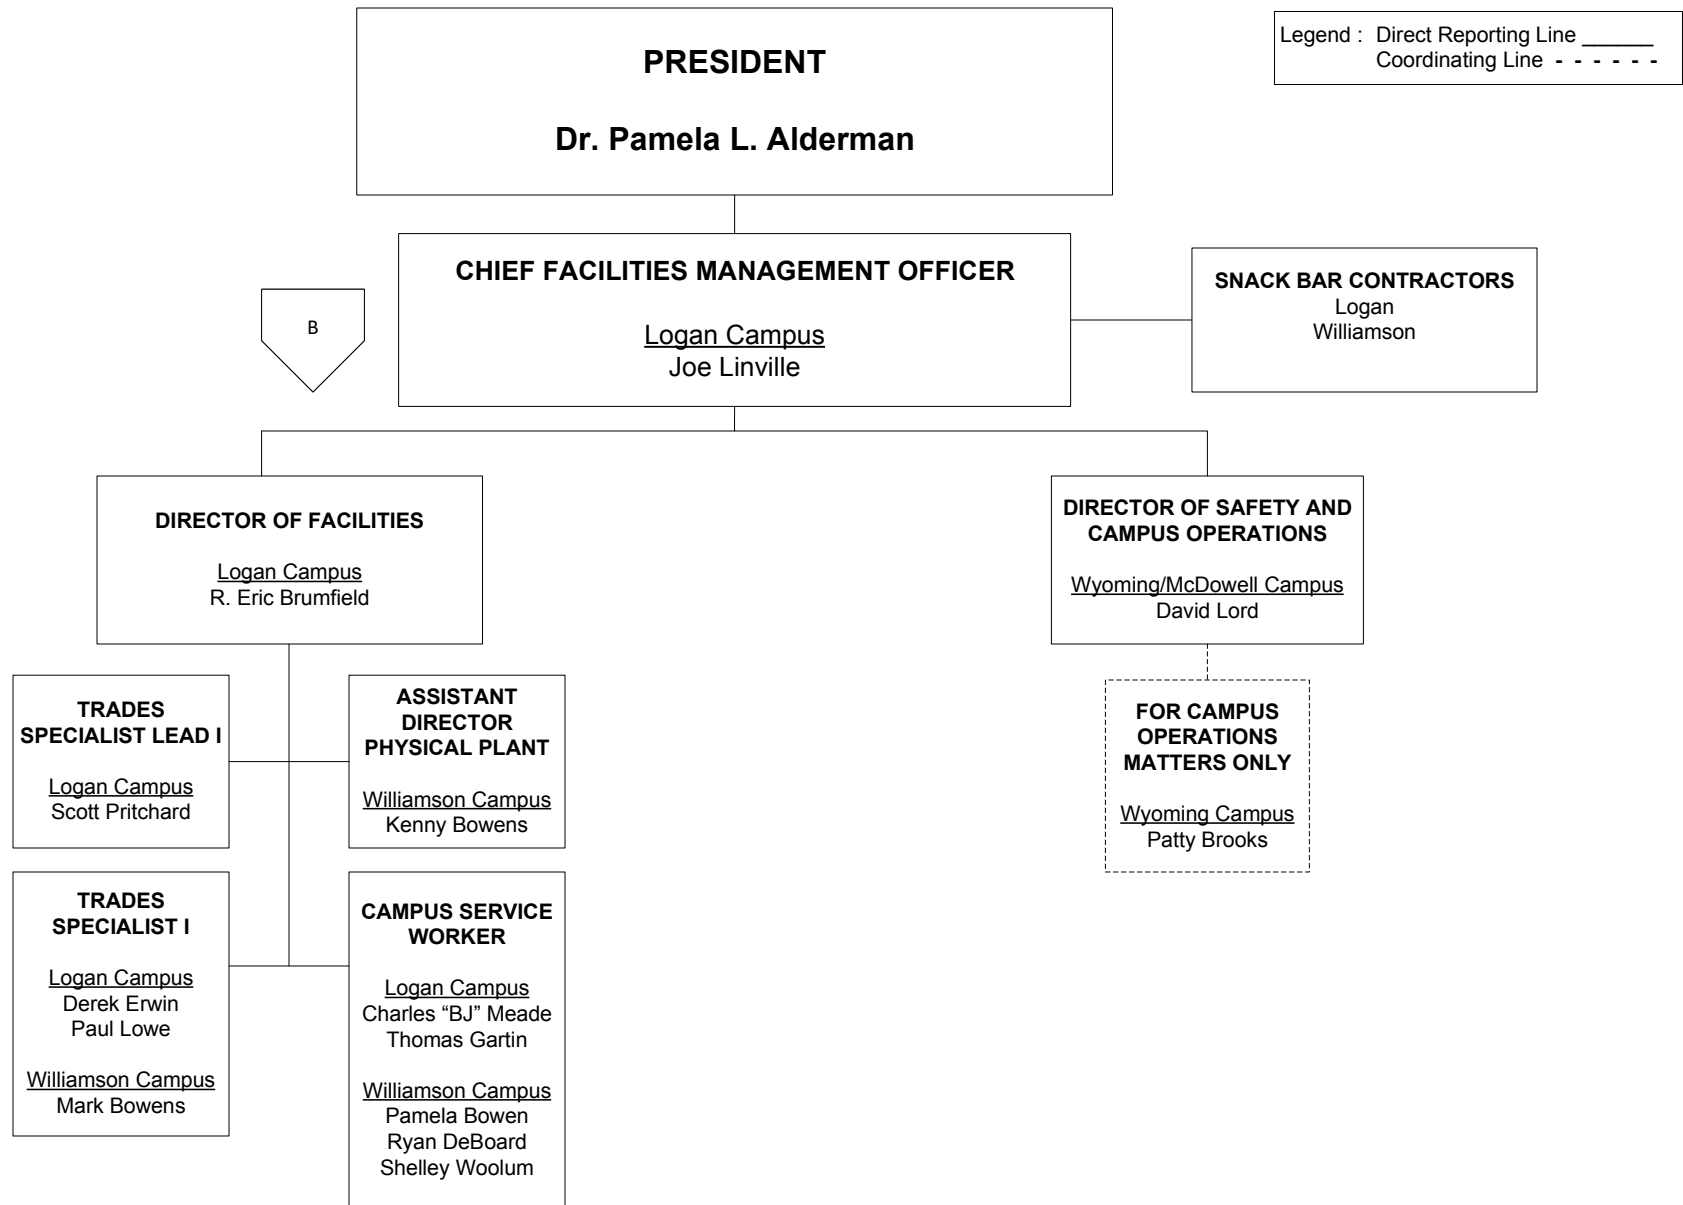 PRESIDENT
Dr. Pamela L. Alderman
Legend : Direct Reporting Line ______
Coordinating Line - - - - - -
CHIEF FACILITIES MANAGEMENT OFFICER
Logan Campus
Joe Linville
SNACK BAR CONTRACTORS
Logan
Williamson
B
DIRECTOR OF FACILITIES
Logan Campus
R. Eric Brumfield
DIRECTOR OF SAFETY AND
CAMPUS OPERATIONS
Wyoming/McDowell Campus
David Lord
TRADES
SPECIALIST LEAD I
Logan Campus
Scott Pritchard
ASSISTANT
DIRECTOR
PHYSICAL PLANT
Williamson Campus
Kenny Bowens
FOR CAMPUS
OPERATIONS
MATTERS ONLY
Wyoming Campus
Patty Brooks
TRADES
SPECIALIST I
Logan Campus
Derek Erwin
Paul Lowe
Williamson Campus
Mark Bowens
CAMPUS SERVICE
WORKER
Logan Campus
Charles “BJ” Meade
Thomas Gartin
Williamson Campus
Pamela Bowen
Ryan DeBoard
Shelley Woolum